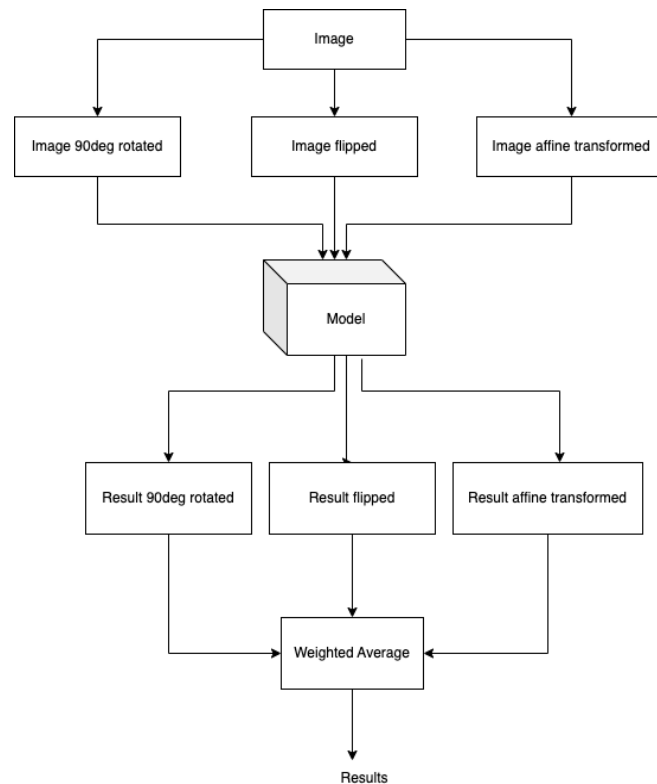 Image
Image 90deg rotated
Image flipped
Image affine transformed
Model
Result 90deg rotated
Result flipped
Result affine transformed
Weighted Average
Results